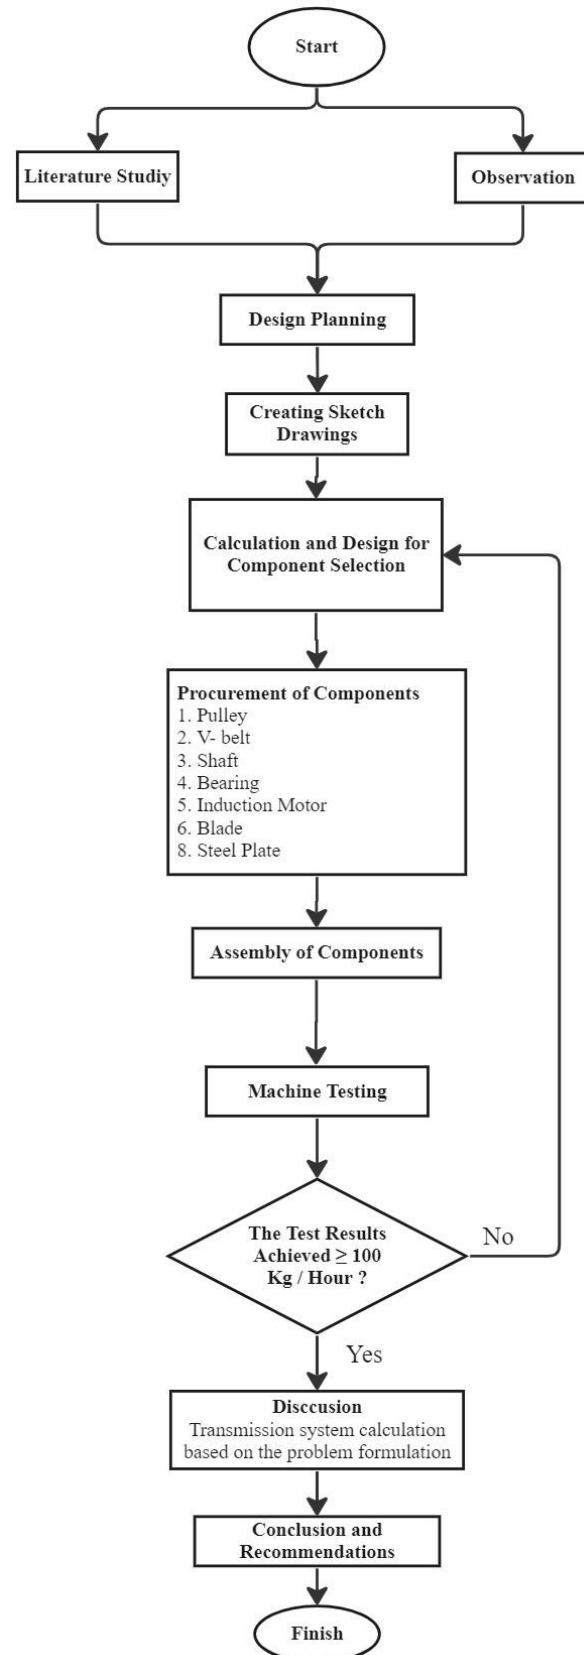 Start
Literature Studiy
Observation
Design Planning
Creating Sketch
Drawings
Calculation and Design for
Component Selection
Procurement of Components
1. Pulley
2. V- belt
3. Shaft
4. Bearing
5. Induction Motor
6. Blade
8. Steel Plate
Assembly of Components
Machine Testing
The Test Results
Achieved ≥ 100
Kg / Hour ?
No
Yes
Disccusion
Transmission system calculation
based on the problem formulation
Conclusion and
Recommendations
Finish